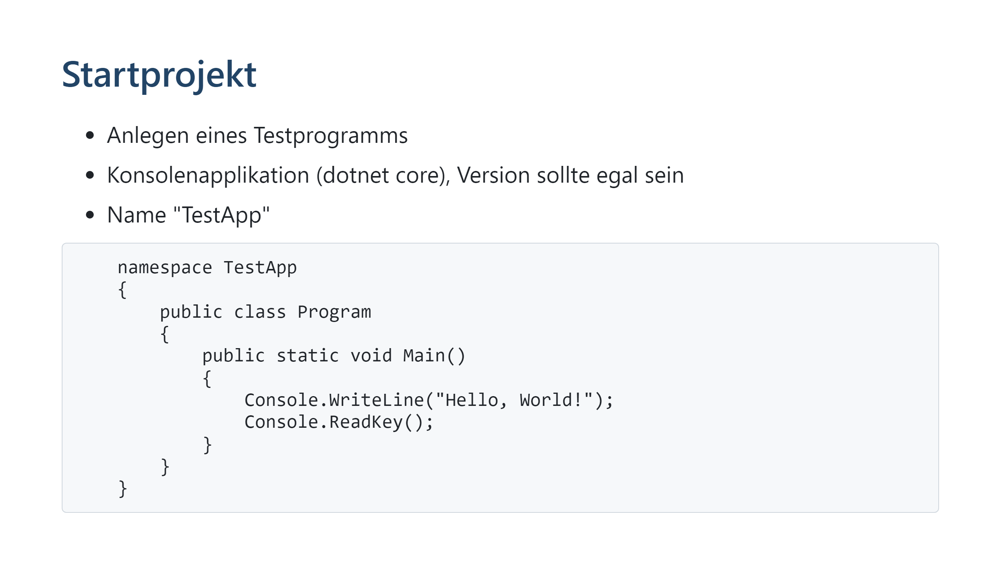 Startprojekt
Anlegen eines Testprogramms
Konsolenapplikation (dotnet core), Version sollte egal sein
Name "TestApp"
namespace TestApp
{
    public class Program
    {
        public static void Main()
        {
            Console.WriteLine("Hello, World!");
            Console.ReadKey();
        }
    }
}